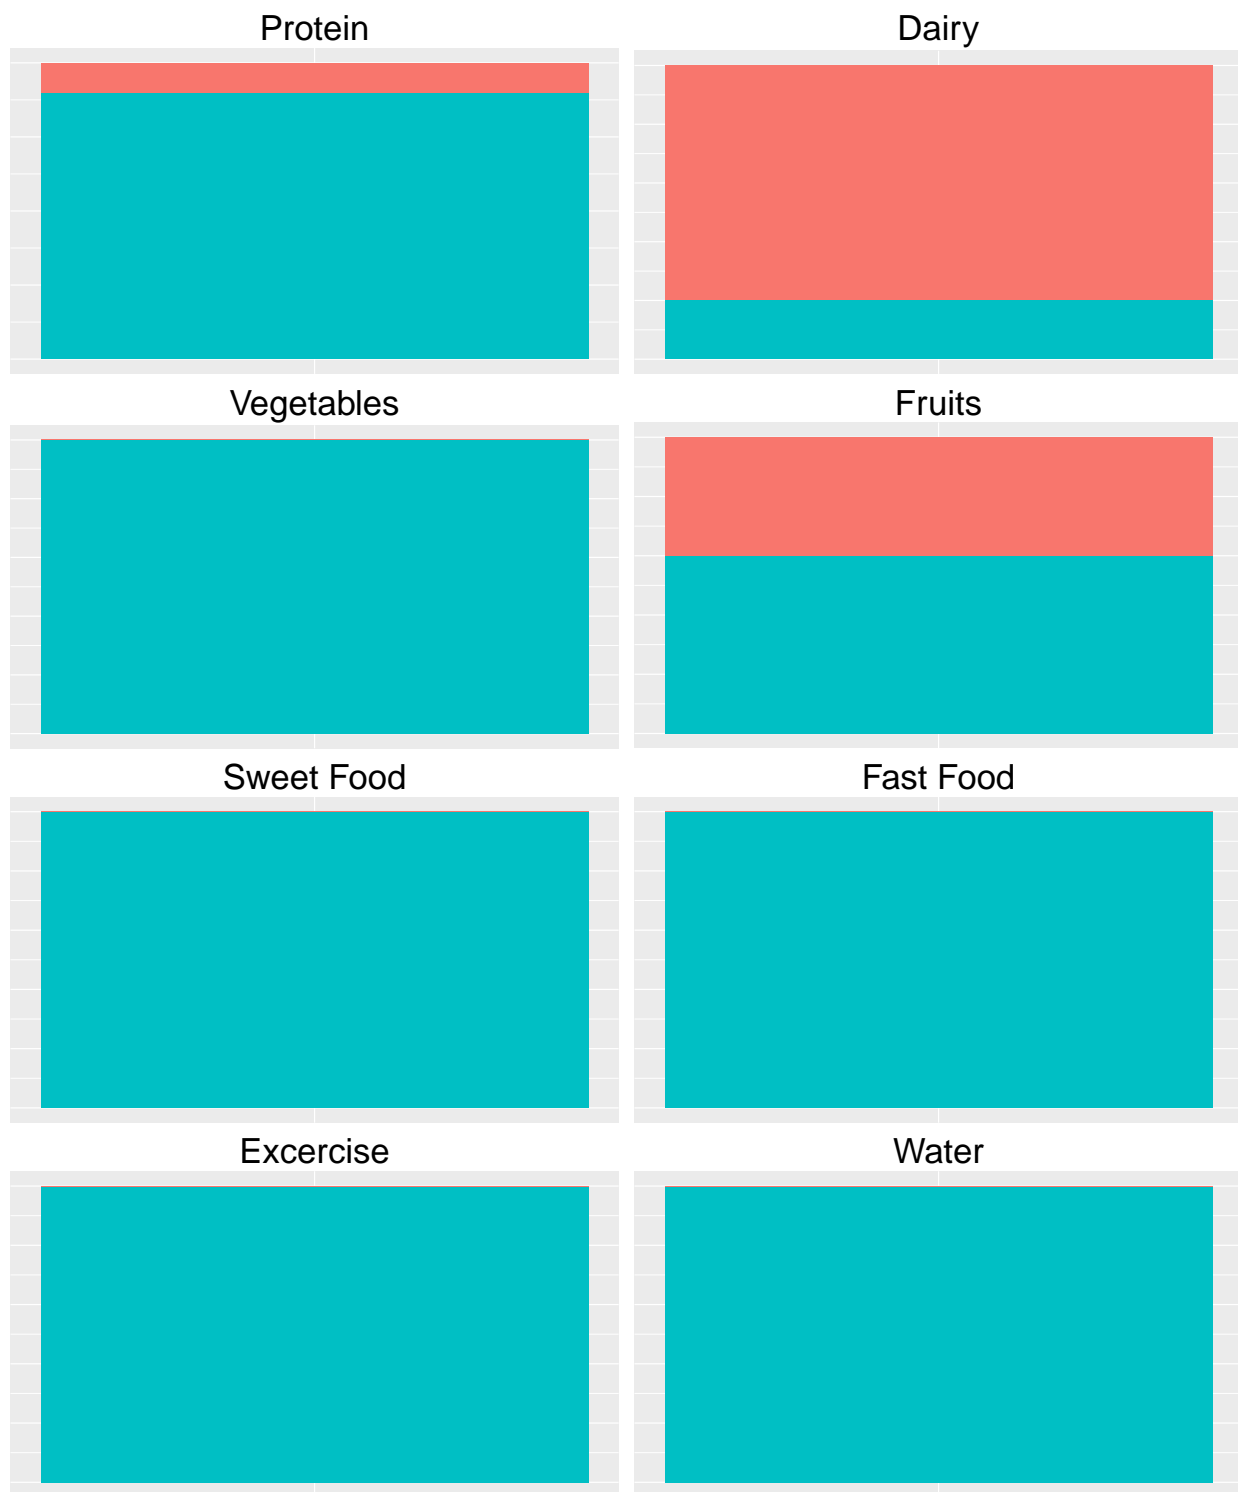 Protein
Dairy
Vegetables
Fruits
Sweet Food
Fast Food
Excercise
Water